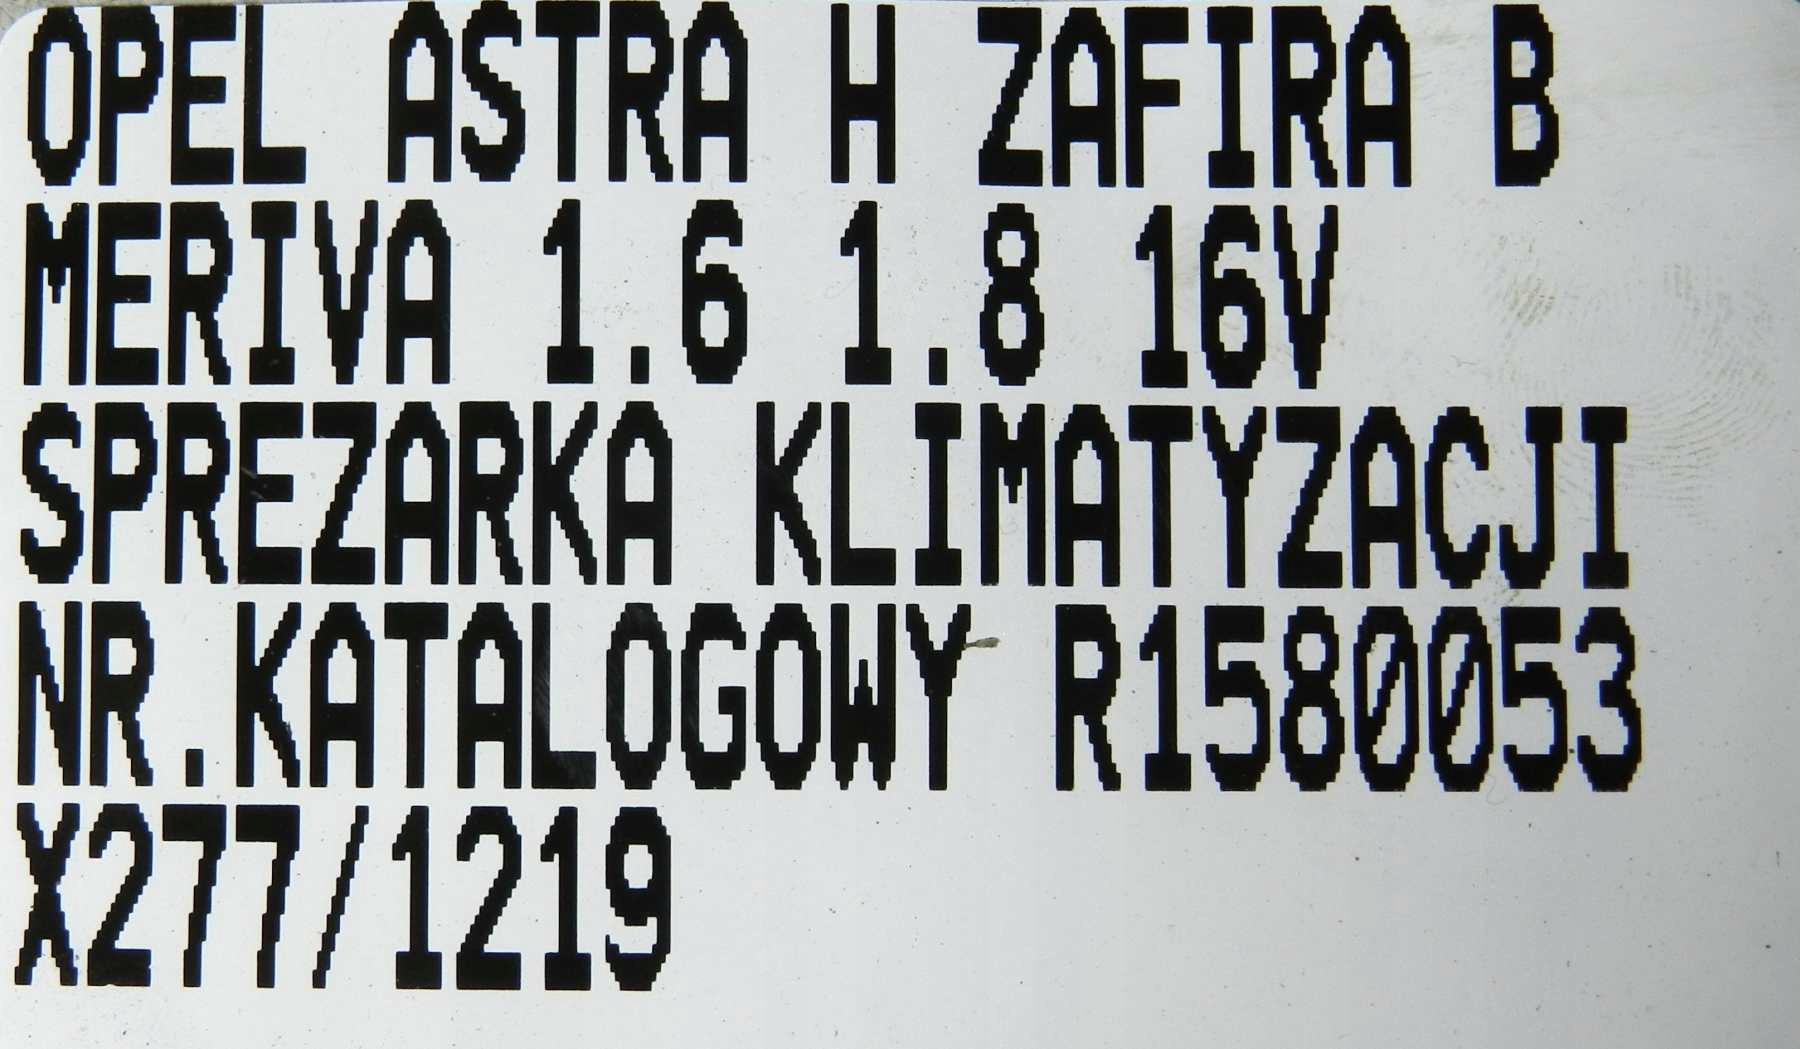 OPEL ASTRA H ZAFIRA B
MERIVA 1.6 1.8 16V
SPREZARKA KLIMATYZACJI
NR.KATALOGOWY R1580053
X277/1219